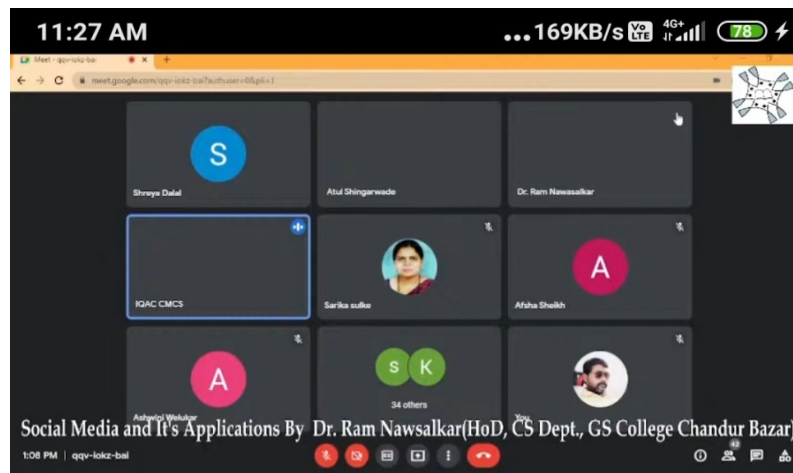 11:27 AM
...169KB/s Vo LTE 4G+ 78
Meet - qqv-iokz-bai
meet.google.com/qqv-iokz-bai?authuser=0&pli=1
S
Shreya Dalal
Atul Shingarwade
Dr. Ram Nawasalkar
IQAC CMCS
Sarika sulke
A
Afsha Sheikh
A
Ashwini Welukar
S K
34 others
You
Social Media and It's Applications By Dr. Ram Nawsalkar(HoD, CS Dept., GS College Chandur Bazar)
1:08 PM | qqv-iokz-bai
42